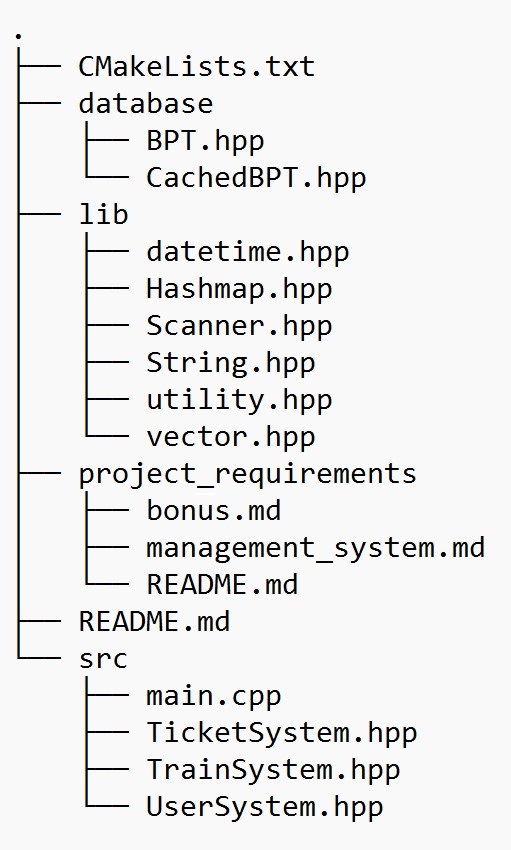 .
├── CMakeLists.txt
├── database
│   ├── BPT.hpp
│   └── CachedBPT.hpp
├── lib
│   ├── datetime.hpp
│   ├── Hashmap.hpp
│   ├── Scanner.hpp
│   ├── String.hpp
│   ├── utility.hpp
│   └── vector.hpp
├── project_requirements
│   ├── bonus.md
│   ├── management_system.md
│   └── README.md
├── README.md
└── src
    ├── main.cpp
    ├── TicketSystem.hpp
    ├── TrainSystem.hpp
    └── UserSystem.hpp